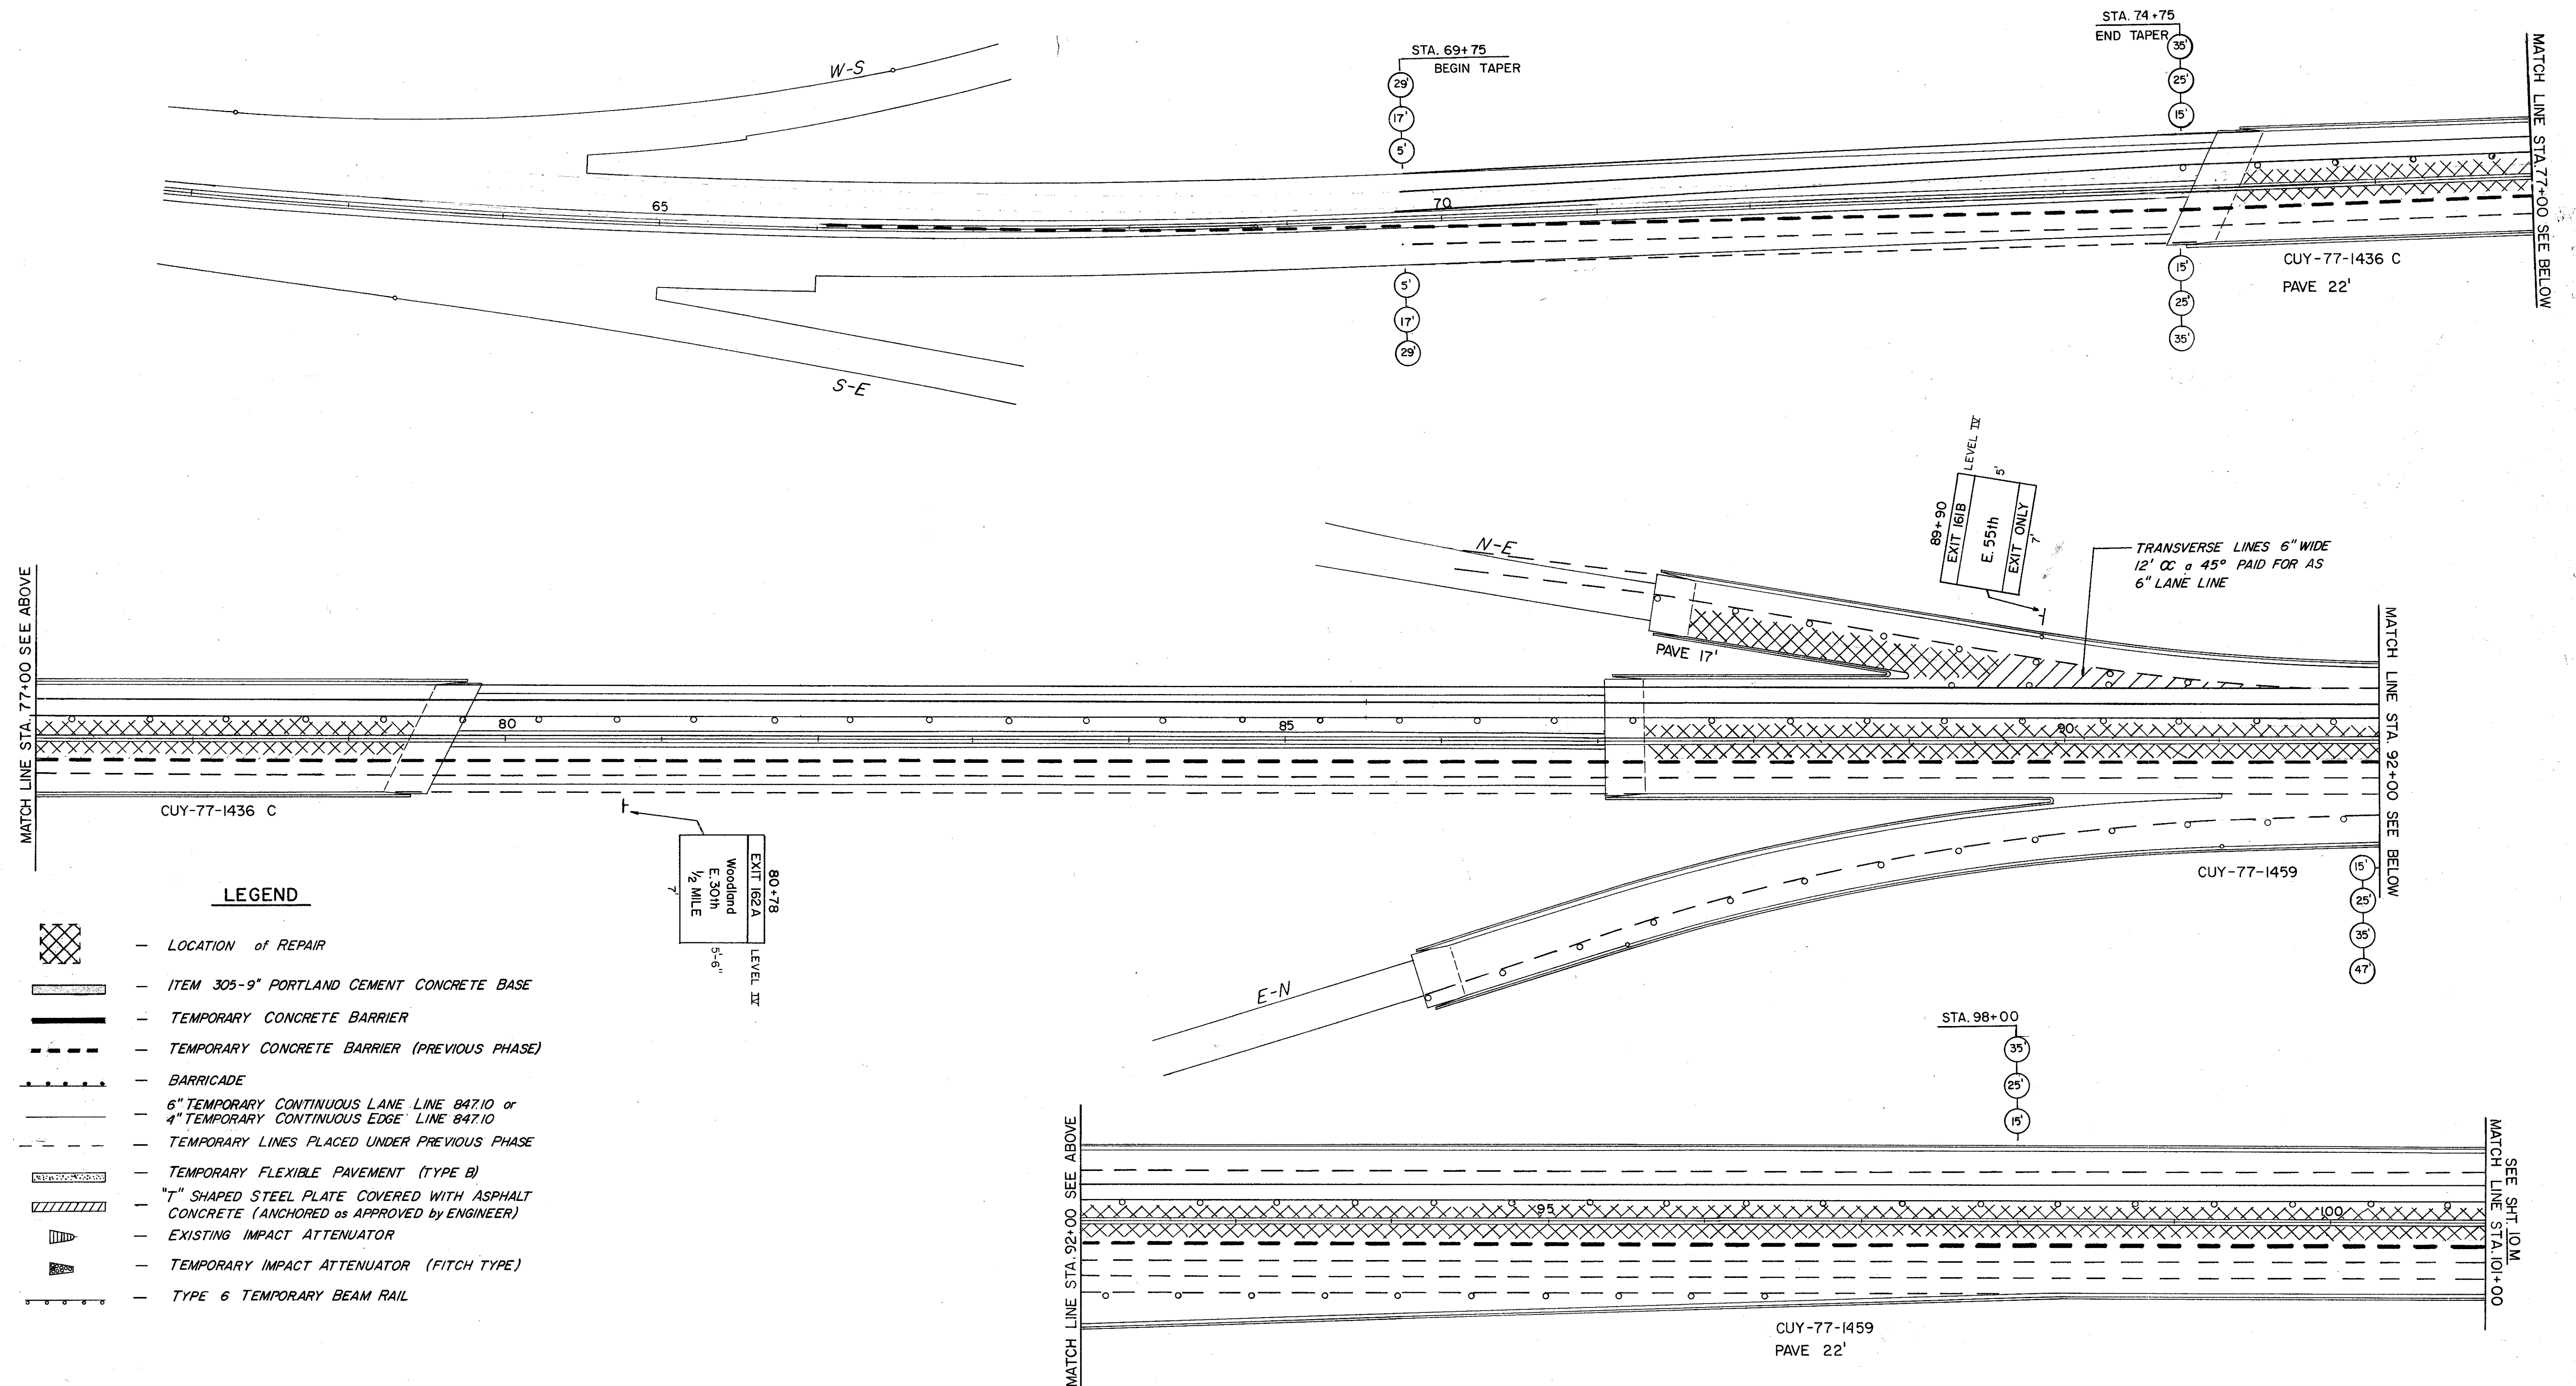 W-S
STA. 69+75
BEGIN TAPER
29'
17'
5'
STA. 74+75
END TAPER
35'
25'
15'
MATCH LINE STA. 77+00 SEE BELOW
65
70
5'
17'
29'
15'
25'
35'
CUY-77-1436 C
PAVE 22'
S-E
MATCH LINE STA. 77+00 SEE ABOVE
N-E
LEVEL IV
5'
89+90
EXIT 161B
E. 55th
EXIT ONLY
7'
TRANSVERSE LINES 6" WIDE
12' OC a 45° PAID FOR AS
6" LANE LINE
PAVE 17'
80
85
90
MATCH LINE STA. 92+00 SEE BELOW
CUY-77-1436 C
80+78
EXIT 162A
LEVEL IV
Woodland
E. 30th
1/2 MILE
7'
5'-6"
CUY-77-1459
15'
25'
35'
47'
E-N
LEGEND
- LOCATION of REPAIR
- ITEM 305-9" PORTLAND CEMENT CONCRETE BASE
- TEMPORARY CONCRETE BARRIER
- TEMPORARY CONCRETE BARRIER (PREVIOUS PHASE)
- BARRICADE
- 6" TEMPORARY CONTINUOUS LANE LINE 847.10 or
4" TEMPORARY CONTINUOUS EDGE LINE 847.10
- TEMPORARY LINES PLACED UNDER PREVIOUS PHASE
- TEMPORARY FLEXIBLE PAVEMENT (TYPE B)
- "T" SHAPED STEEL PLATE COVERED WITH ASPHALT
CONCRETE (ANCHORED as APPROVED by ENGINEER)
- EXISTING IMPACT ATTENUATOR
- TEMPORARY IMPACT ATTENUATOR (FITCH TYPE)
- TYPE 6 TEMPORARY BEAM RAIL
STA. 98+00
35'
25'
15'
MATCH LINE STA. 92+00 SEE ABOVE
95
100
SEE SHT. 10M
MATCH LINE STA. 101+00
CUY-77-1459
PAVE 22'